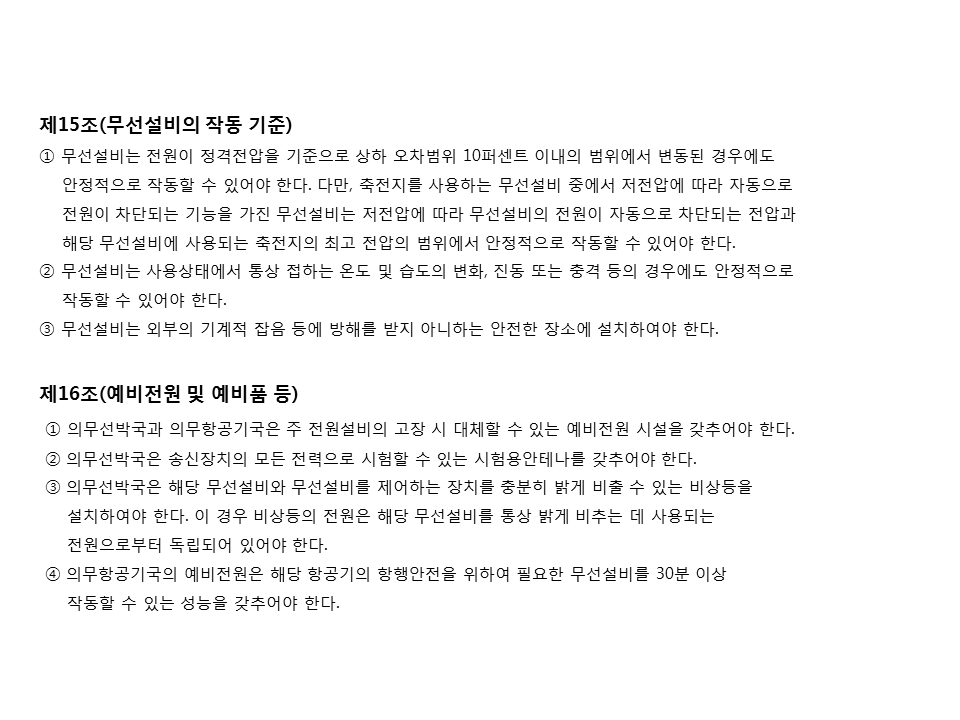 제15조(무선설비의 작동 기준)
① 무선설비는 전원이 정격전압을 기준으로 상하 오차범위 10퍼센트 이내의 범위에서 변동된 경우에도
안정적으로 작동할 수 있어야 한다. 다만, 축전지를 사용하는 무선설비 중에서 저전압에 따라 자동으로
전원이 차단되는 기능을 가진 무선설비는 저전압에 따라 무선설비의 전원이 자동으로 차단되는 전압과
해당 무선설비에 사용되는 축전지의 최고 전압의 범위에서 안정적으로 작동할 수 있어야 한다.
② 무선설비는 사용상태에서 통상 접하는 온도 및 습도의 변화, 진동 또는 충격 등의 경우에도 안정적으로
작동할 수 있어야 한다.
③ 무선설비는 외부의 기계적 잡음 등에 방해를 받지 아니하는 안전한 장소에 설치하여야 한다.
제16조(예비전원 및 예비품 등)
① 의무선박국과 의무항공기국은 주 전원설비의 고장 시 대체할 수 있는 예비전원 시설을 갖추어야 한다.
② 의무선박국은 송신장치의 모든 전력으로 시험할 수 있는 시험용안테나를 갖추어야 한다.
③ 의무선박국은 해당 무선설비와 무선설비를 제어하는 장치를 충분히 밝게 비출 수 있는 비상등을
설치하여야 한다. 이 경우 비상등의 전원은 해당 무선설비를 통상 밝게 비추는 데 사용되는
전원으로부터 독립되어 있어야 한다.
④ 의무항공기국의 예비전원은 해당 항공기의 항행안전을 위하여 필요한 무선설비를 30분 이상
작동할 수 있는 성능을 갖추어야 한다.